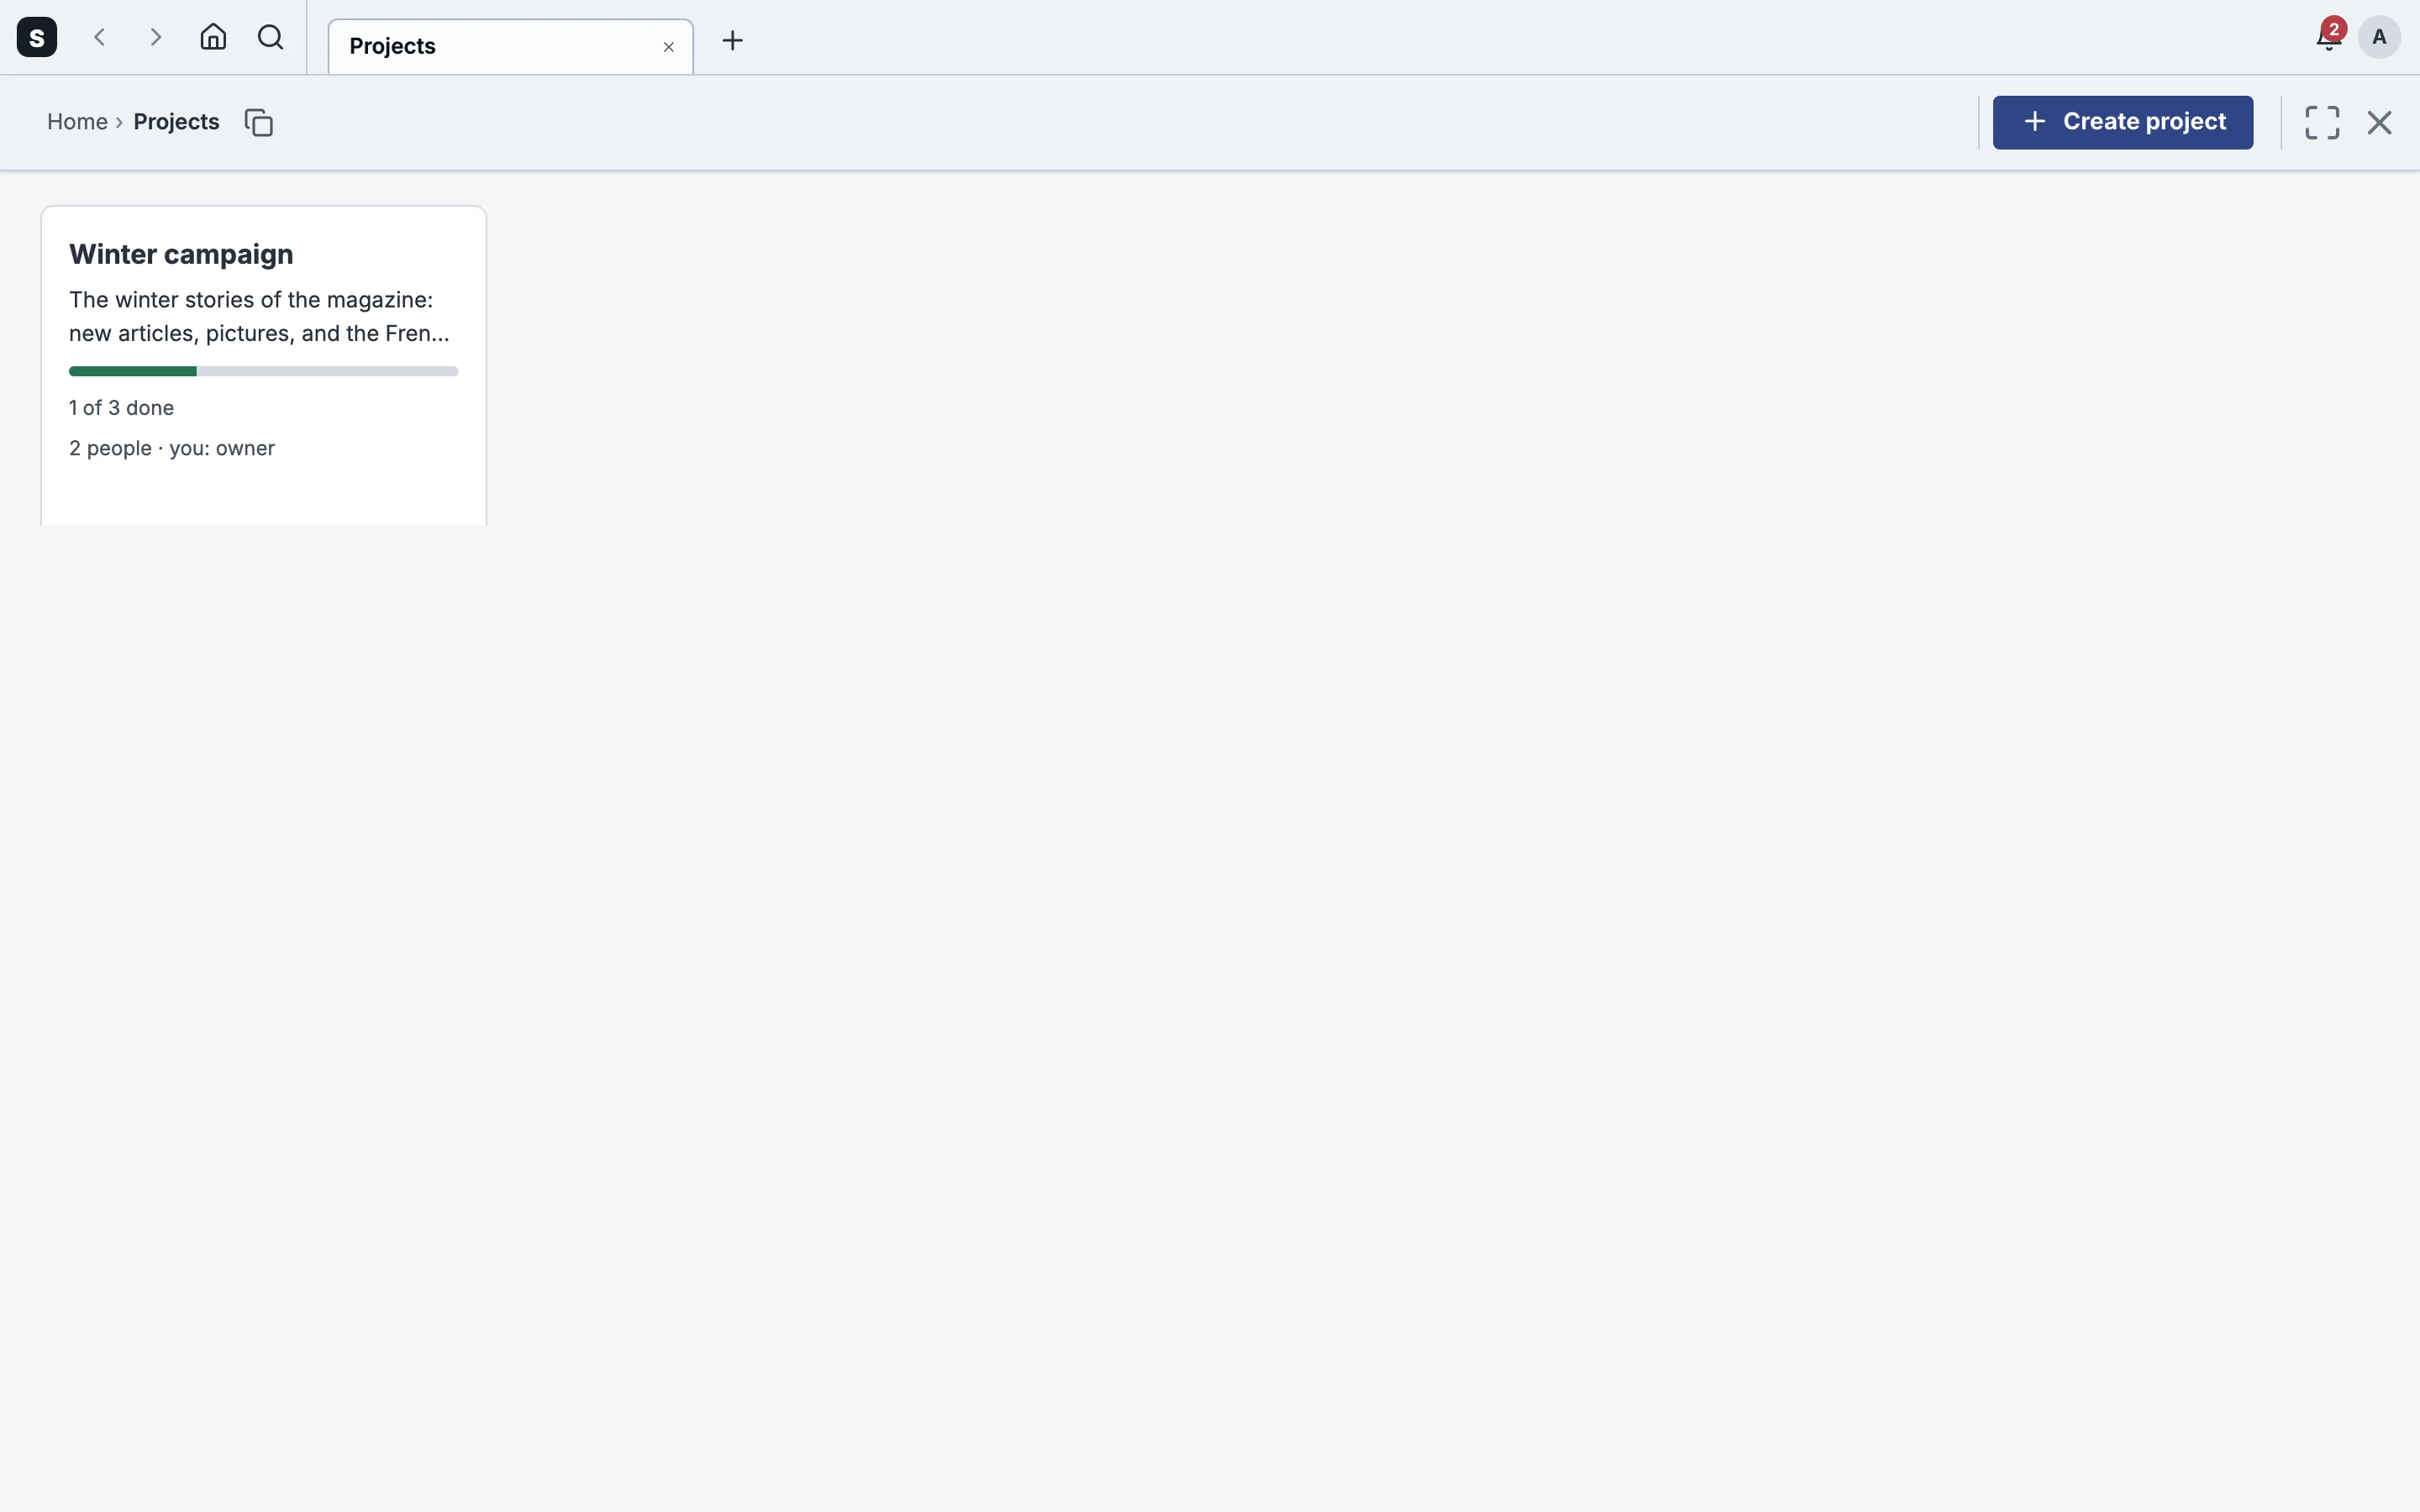 S
Projects
2
A
Home › Projects
Create project
Winter campaign
The winter stories of the magazine:
new articles, pictures, and the Fren...
1 of 3 done
2 people · you: owner